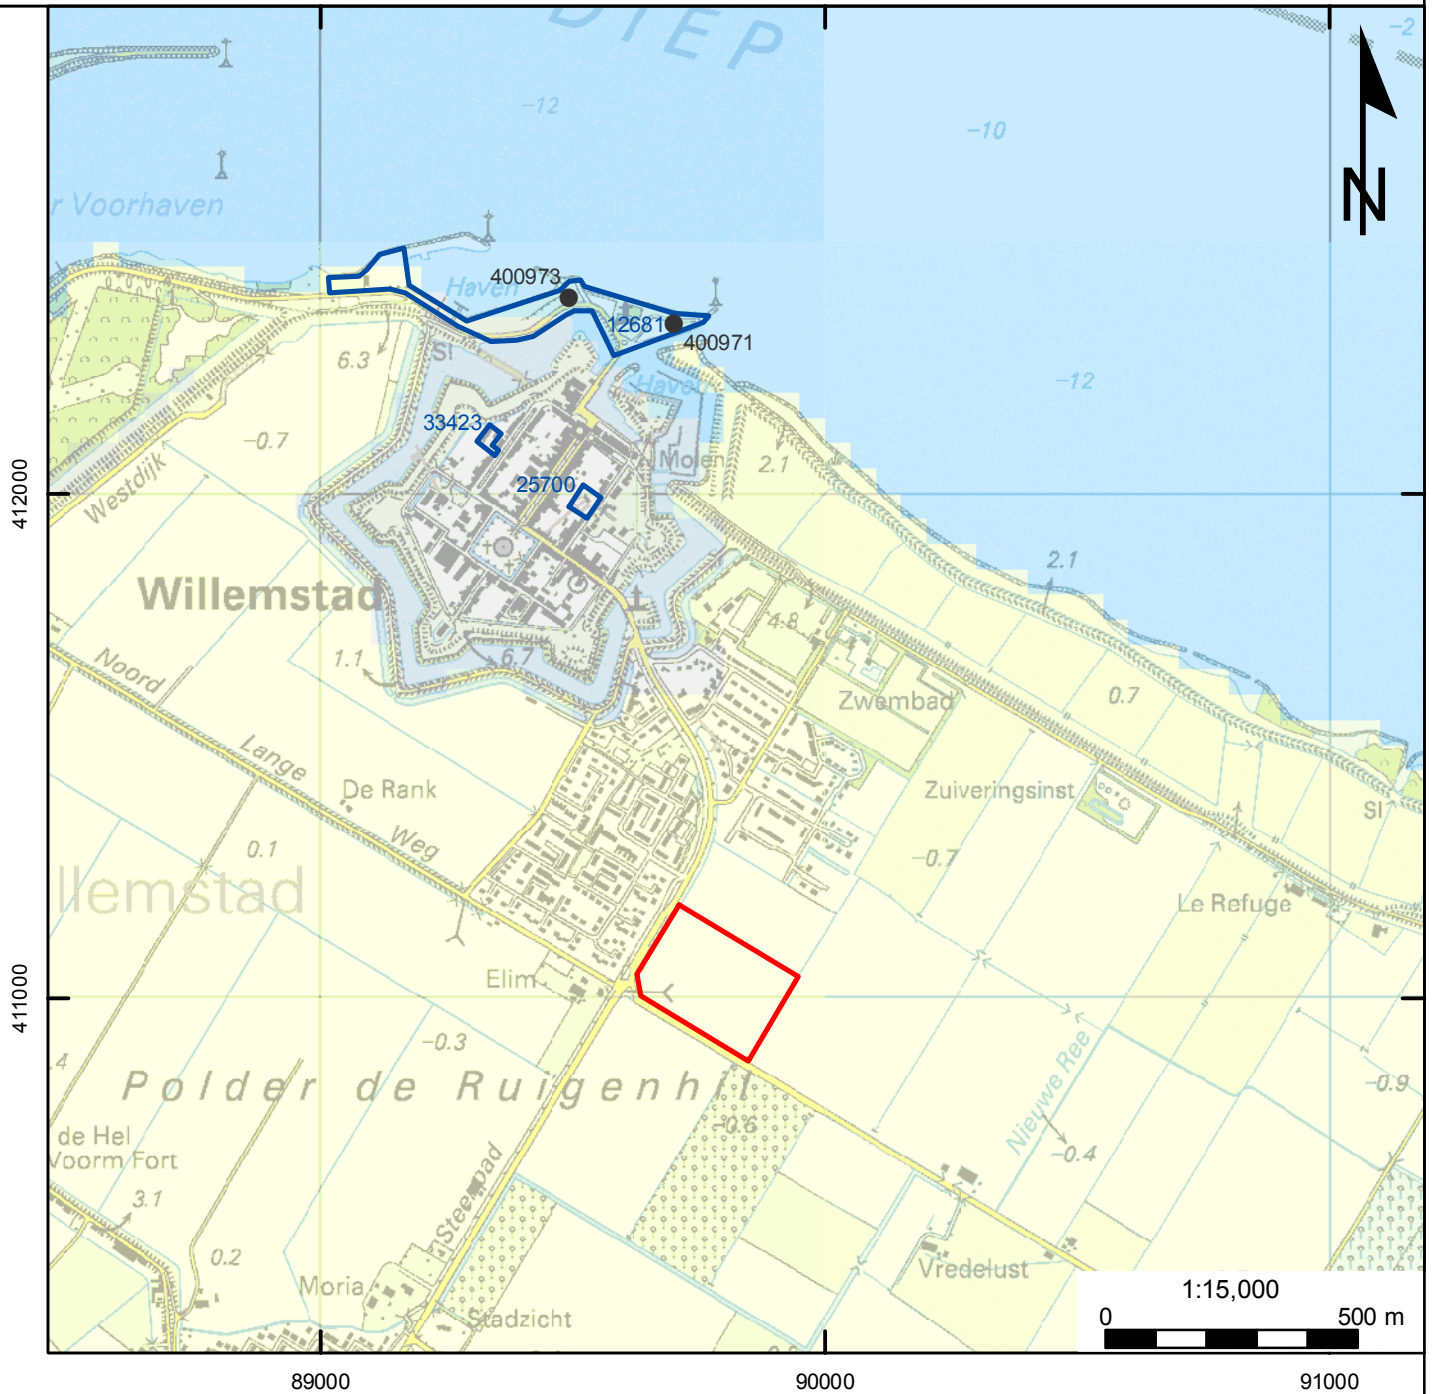 DIEP
-2
-12
-10
r Voorhaven
N
400973
Haven
12681
400971
6.3
SI
Haven
-12
33423
-0.7
Molen
2.1
25700
412000
Westdijk
2.1
Willemstad
4.8
Noord
1.1
6.7
Zwembad
0.7
Lange
De Rank
Zuiveringsinst
SI
Weg
0.1
-0.7
llemstad
Le Refuge
Elim
411000
-0.3
4
Polder de Ruigenhil
Nieuwe Ree
-0.9
-0.6
de Hel
Voorm Fort
-0.4
3.1
Steenpad
0.2
Moria
Vredelust
Stadzicht
1:15,000
0 500 m
89000 90000 91000